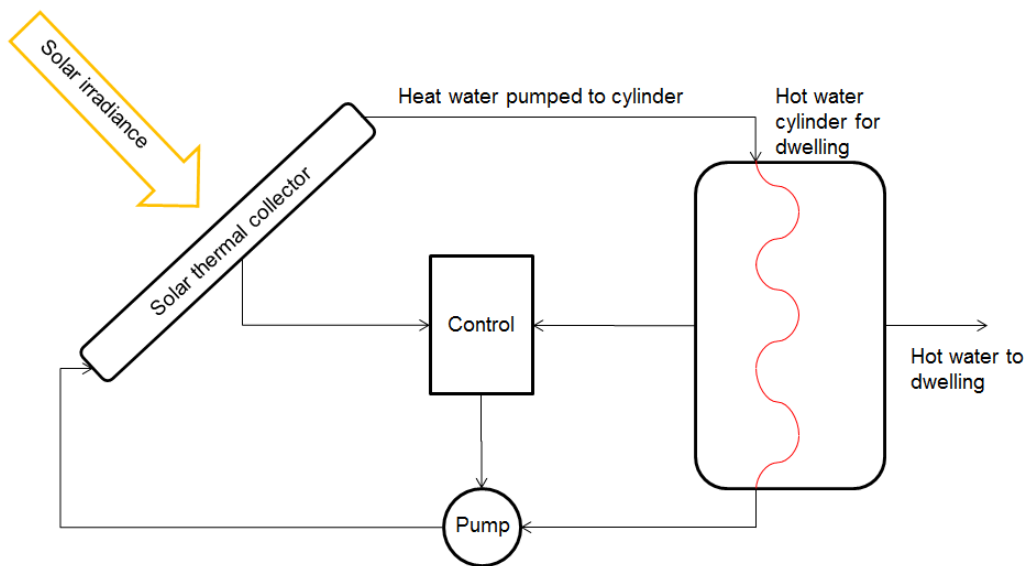 Solar irradiance
Heat water pumped to cylinder
Hot water
cylinder for
dwelling
Solar thermal collector
Control
Hot water to
dwelling
Pump